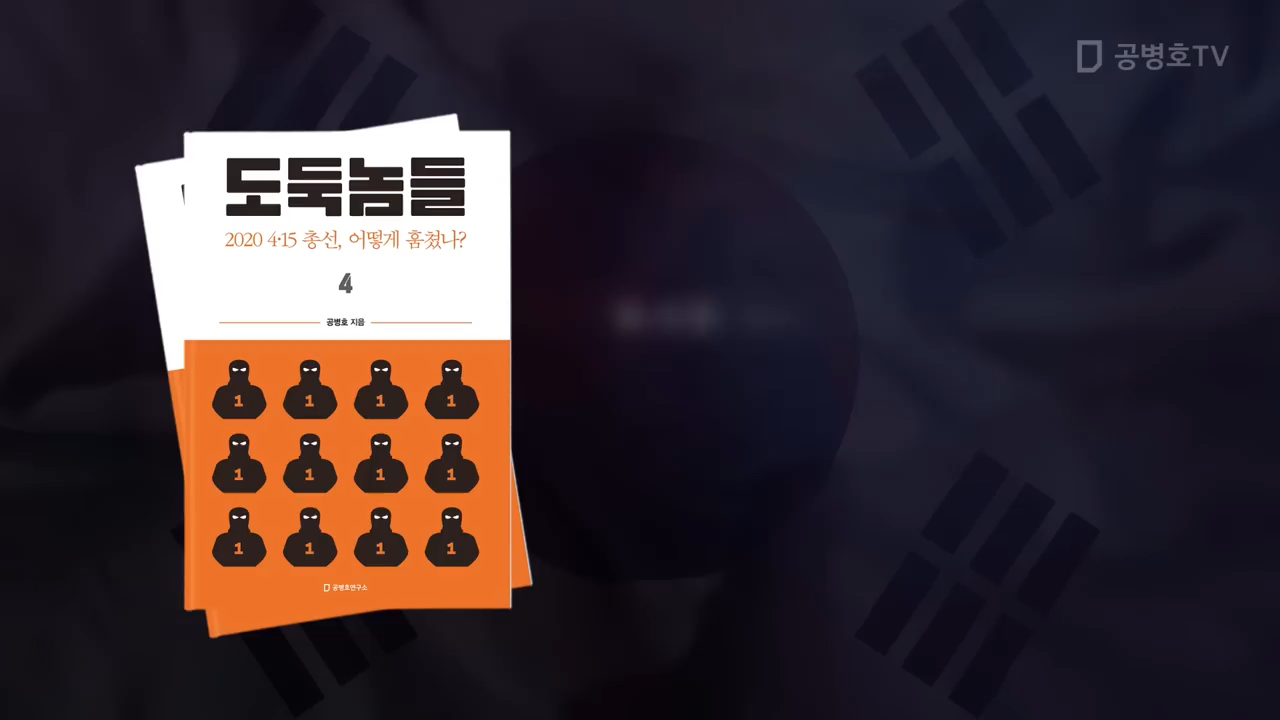 공병호TV
도둑놈들
2020 4·15 총선, 어떻게 훔쳤나?
4
공병호 지음
1 1 1 1
1 1 1 1
1 1 1 1
공병호연구소